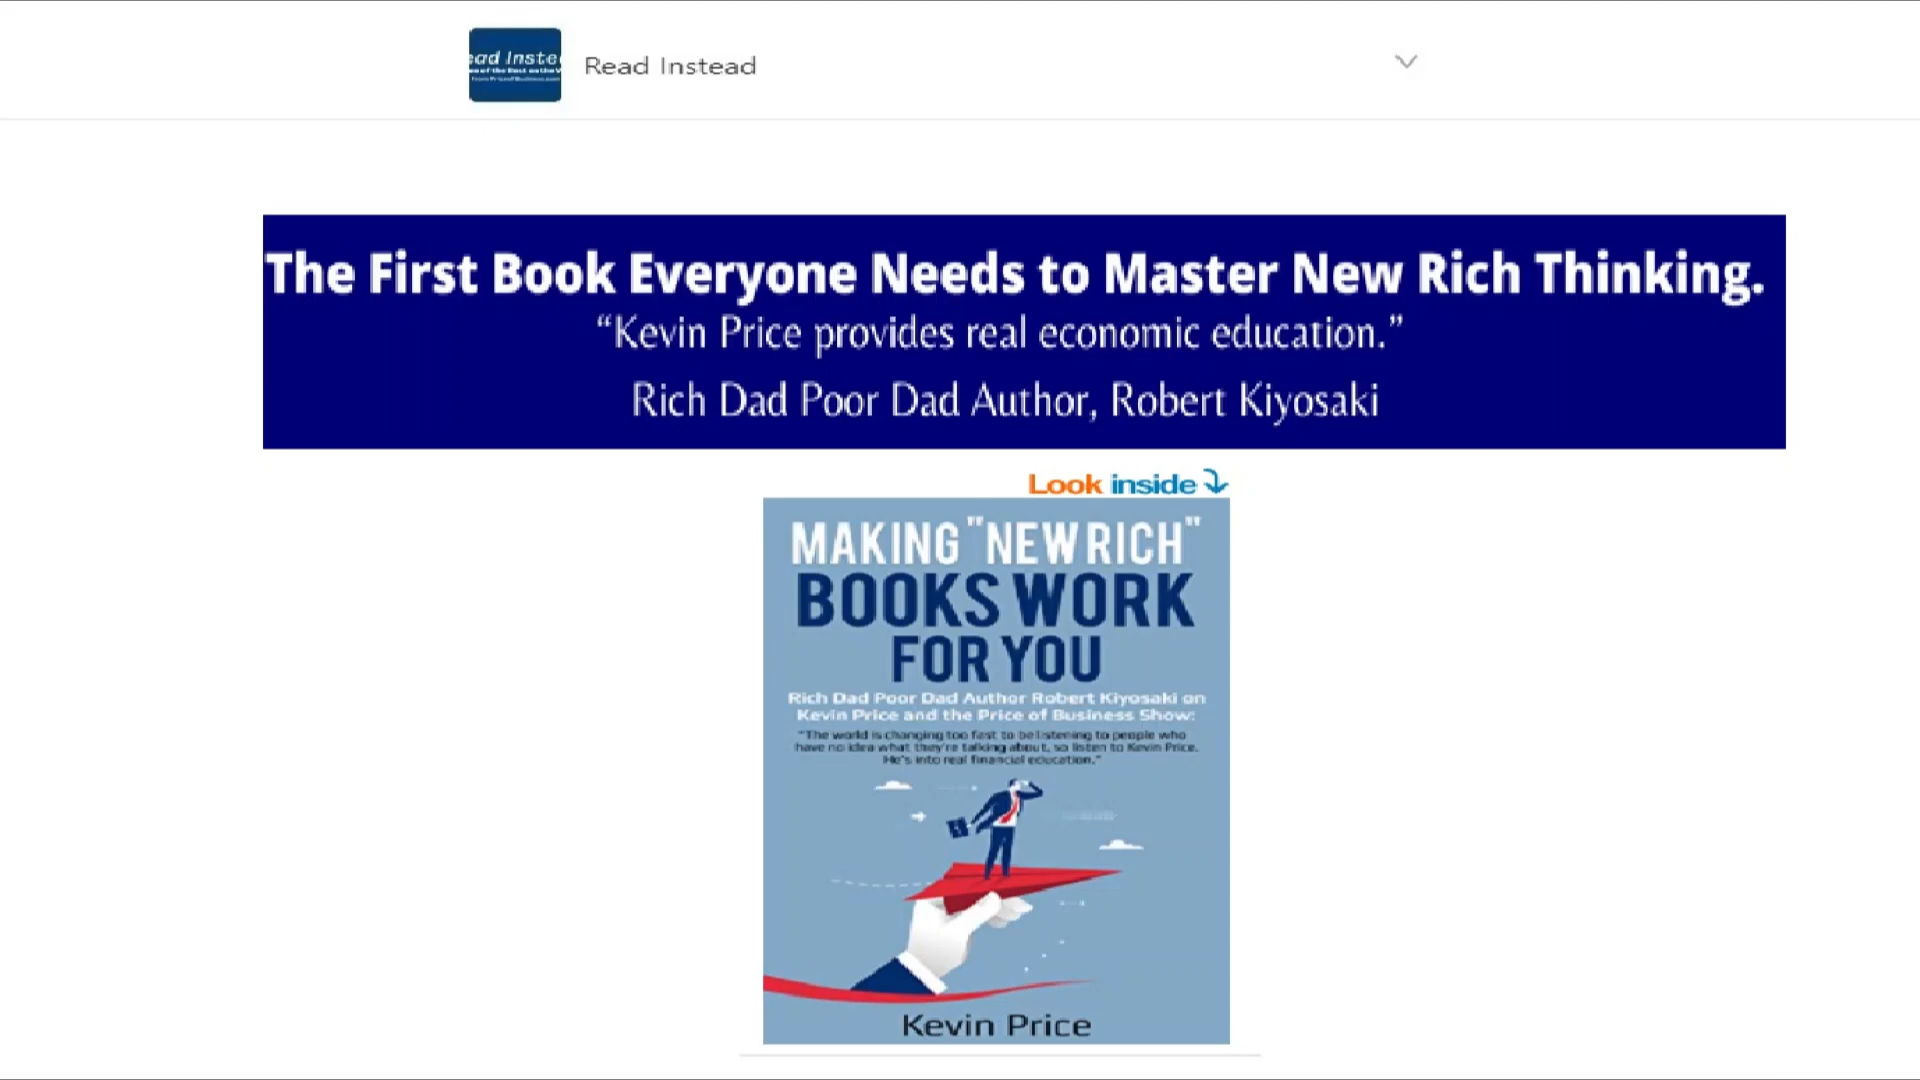 ead Inste
Read Instead
The First Book Everyone Needs to Master New Rich Thinking.
“Kevin Price provides real economic education.”
Rich Dad Poor Dad Author, Robert Kiyosaki
Look inside
MAKING "NEW RICH"
BOOKS WORK
FOR YOU
Rich Dad Poor Dad Author Robert Kiyosaki on
Kevin Price and the Price of Business Show:
"The world is changing too fast to be listening to people who
have no idea what they're talking about, so listen to Kevin Price.
He's into real financial education."
Kevin Price